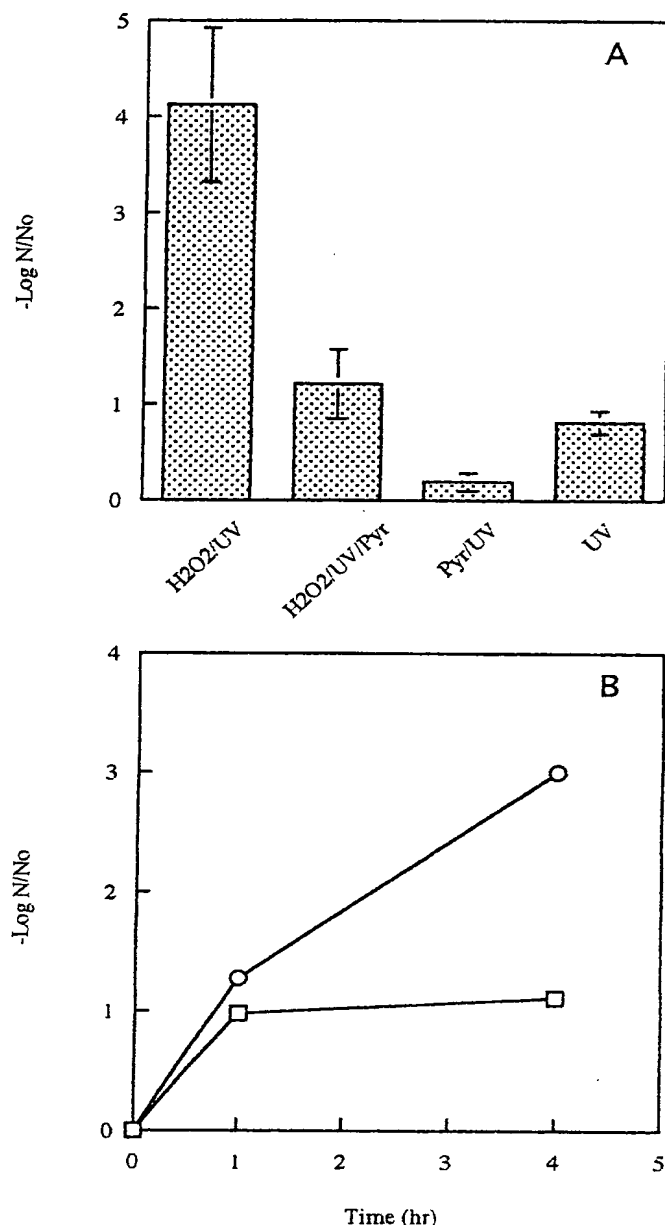 5
A
4
3
-Log N/No
2
1
0
H2O2/UV
H2O2/UV/Pyr
Pyr/UV
UV
4
B
3
-Log N/No
2
1
0
0 1 2 3 4 5
Time (hr)